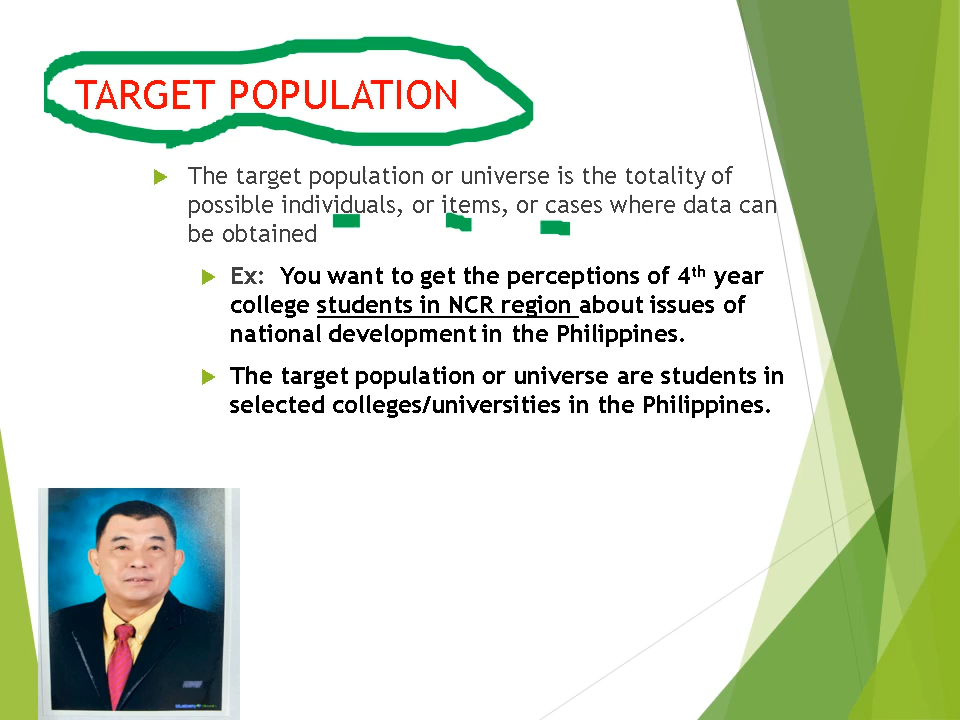 TARGET POPULATION
The target population or universe is the totality of
possible individuals, or items, or cases where data can
be obtained
Ex: You want to get the perceptions of 4th year
college students in NCR region about issues of
national development in the Philippines.
The target population or universe are students in
selected colleges/universities in the Philippines.